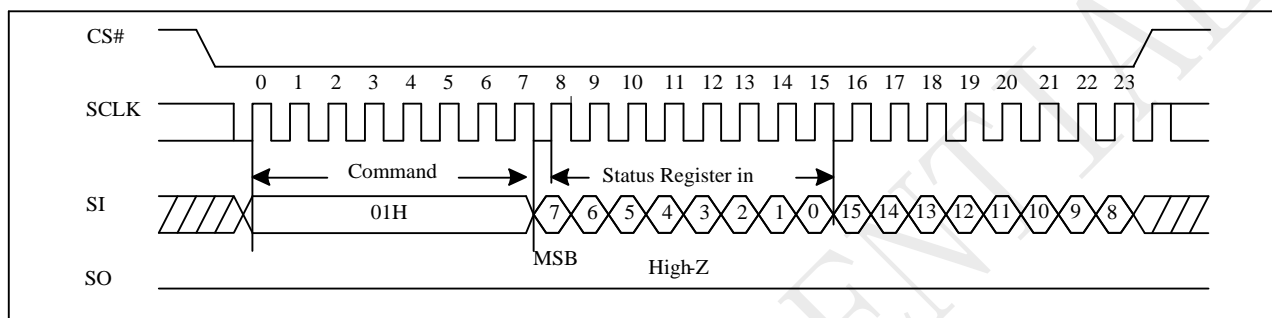 CS#
0 1 2 3 4 5 6 7 8 9 10 11 12 13 14 15 16 17 18 19 20 21 22 23
SCLK
Command Status Register in
SI 01H 7 6 5 4 3 2 1 0 15 14 13 12 11 10 9 8
MSB High-Z
SO
ENTIAL